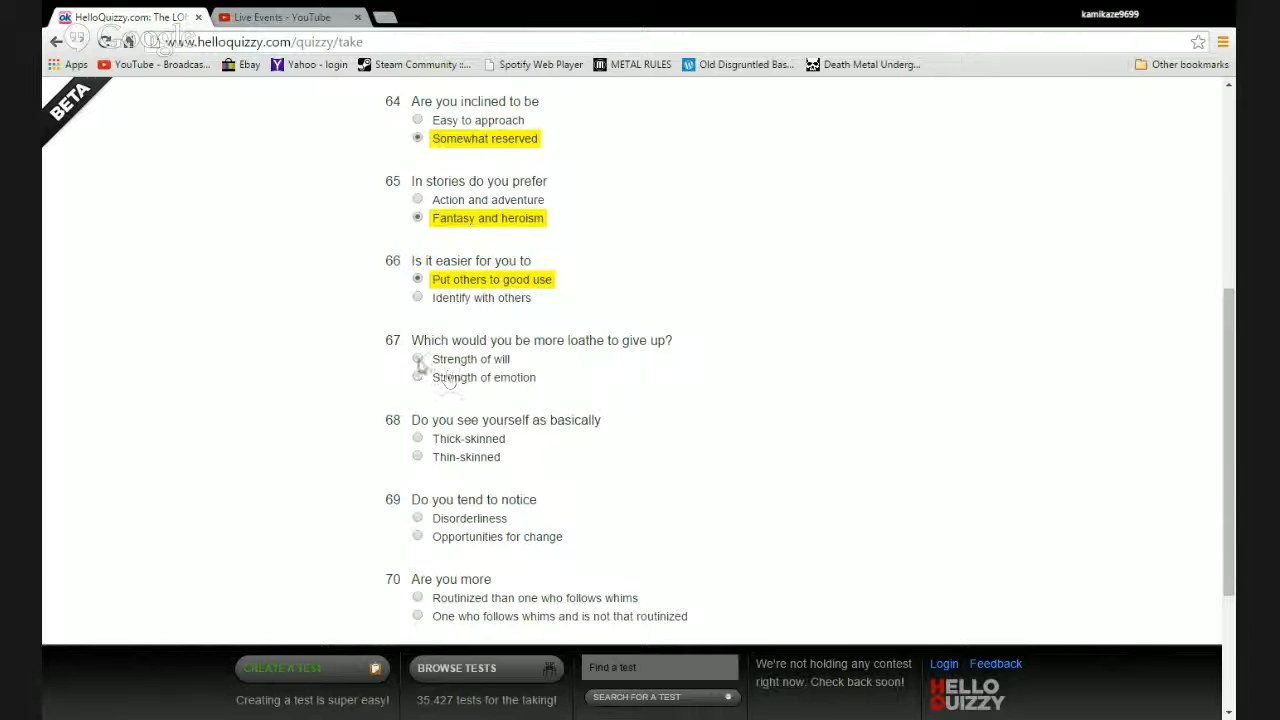 HelloQuizzy.com: The LO
Live Events - YouTube
kamikaze9699
Google
www.helloquizzy.com/quizzy/take
Apps
YouTube - Broadcas...
Ebay
Yahoo - login
Steam Community ::...
Spotify Web Player
METAL RULES
Old Disgruntled Bas...
Death Metal Underg...
Other bookmarks
BETA
64 Are you inclined to be
Easy to approach
Somewhat reserved
65 In stories do you prefer
Action and adventure
Fantasy and heroism
66 Is it easier for you to
Put others to good use
Identify with others
67 Which would you be more loathe to give up?
Strength of will
Strength of emotion
68 Do you see yourself as basically
Thick-skinned
Thin-skinned
69 Do you tend to notice
Disorderliness
Opportunities for change
70 Are you more
Routinized than one who follows whims
One who follows whims and is not that routinized
CREATE A TEST
Creating a test is super easy!
BROWSE TESTS
35.427 tests for the taking!
Find a test
SEARCH FOR A TEST
We're not holding any contest
right now. Check back soon!
Login Feedback
HELLO
QUIZZY